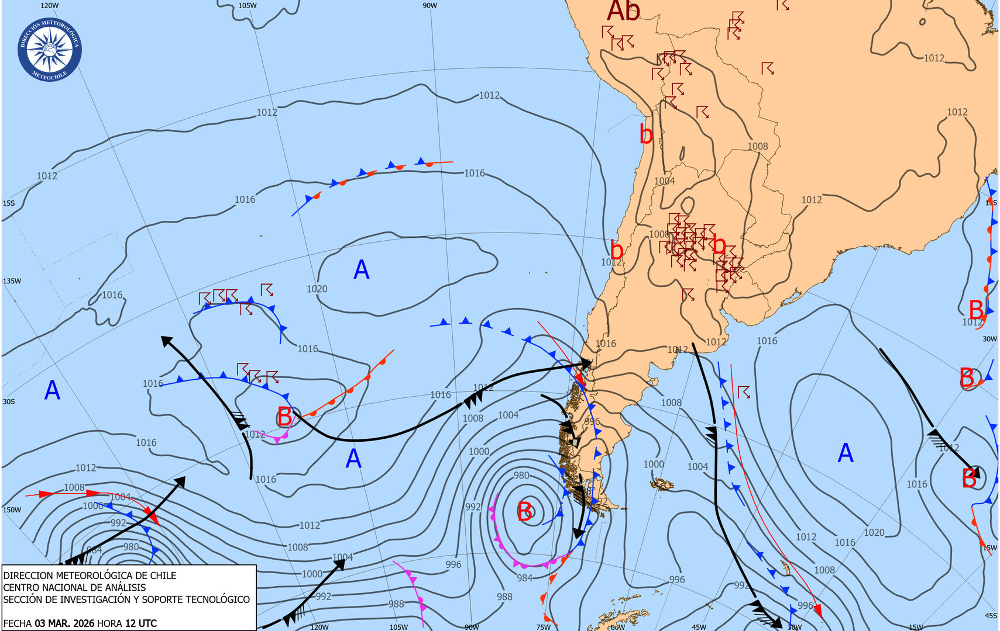 120W
105W
90W
Ab
DIRECCIÓN METEOROLÓGICA
METEOCHILE
1012
1012
1012
1012
1012
b
1008
1016
1004
15S
1016
1012
15S
1008
b
b
1012
A
1020
135W
1016
B
1012
30W
1016
1016
1012
1012
1016
A
1016
1012
B
30S
1016
1008
B
1004
1008
996
1012
1016
1012
1000
A
A
1000
1004
1016
B
1012
1016
980
1008
1004
1000
992
992
B
150W
992
1012
1020
1012
1016
984
980
1008
1004
15W
996
1008
1000
984
996
992
992
988
988
996
45S
120W
105W
90W
75W
60W
45W
30W
15W
DIRECCION METEOROLÓGICA DE CHILE
CENTRO NACIONAL DE ANÁLISIS
SECCIÓN DE INVESTIGACIÓN Y SOPORTE TECNOLÓGICO
FECHA 03 MAR. 2026 HORA 12 UTC